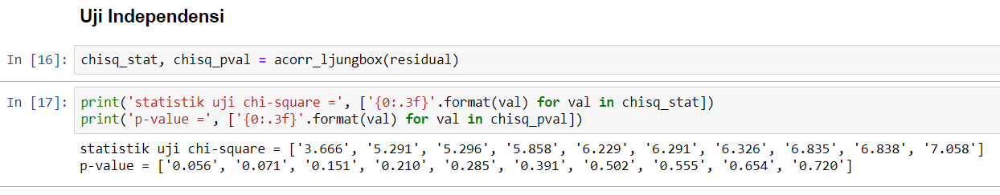 Uji Independensi
In [16]: chisq_stat, chisq_pval = acorr_ljungbox(residual)
In [17]: print('statistik uji chi-square =', ['{0:.3f}'.format(val) for val in chisq_stat])
print('p-value =', ['{0:.3f}'.format(val) for val in chisq_pval])
statistik uji chi-square = ['3.666', '5.291', '5.296', '5.858', '6.229', '6.291', '6.326', '6.835', '6.838', '7.058']
p-value = ['0.056', '0.071', '0.151', '0.210', '0.285', '0.391', '0.502', '0.555', '0.654', '0.720']